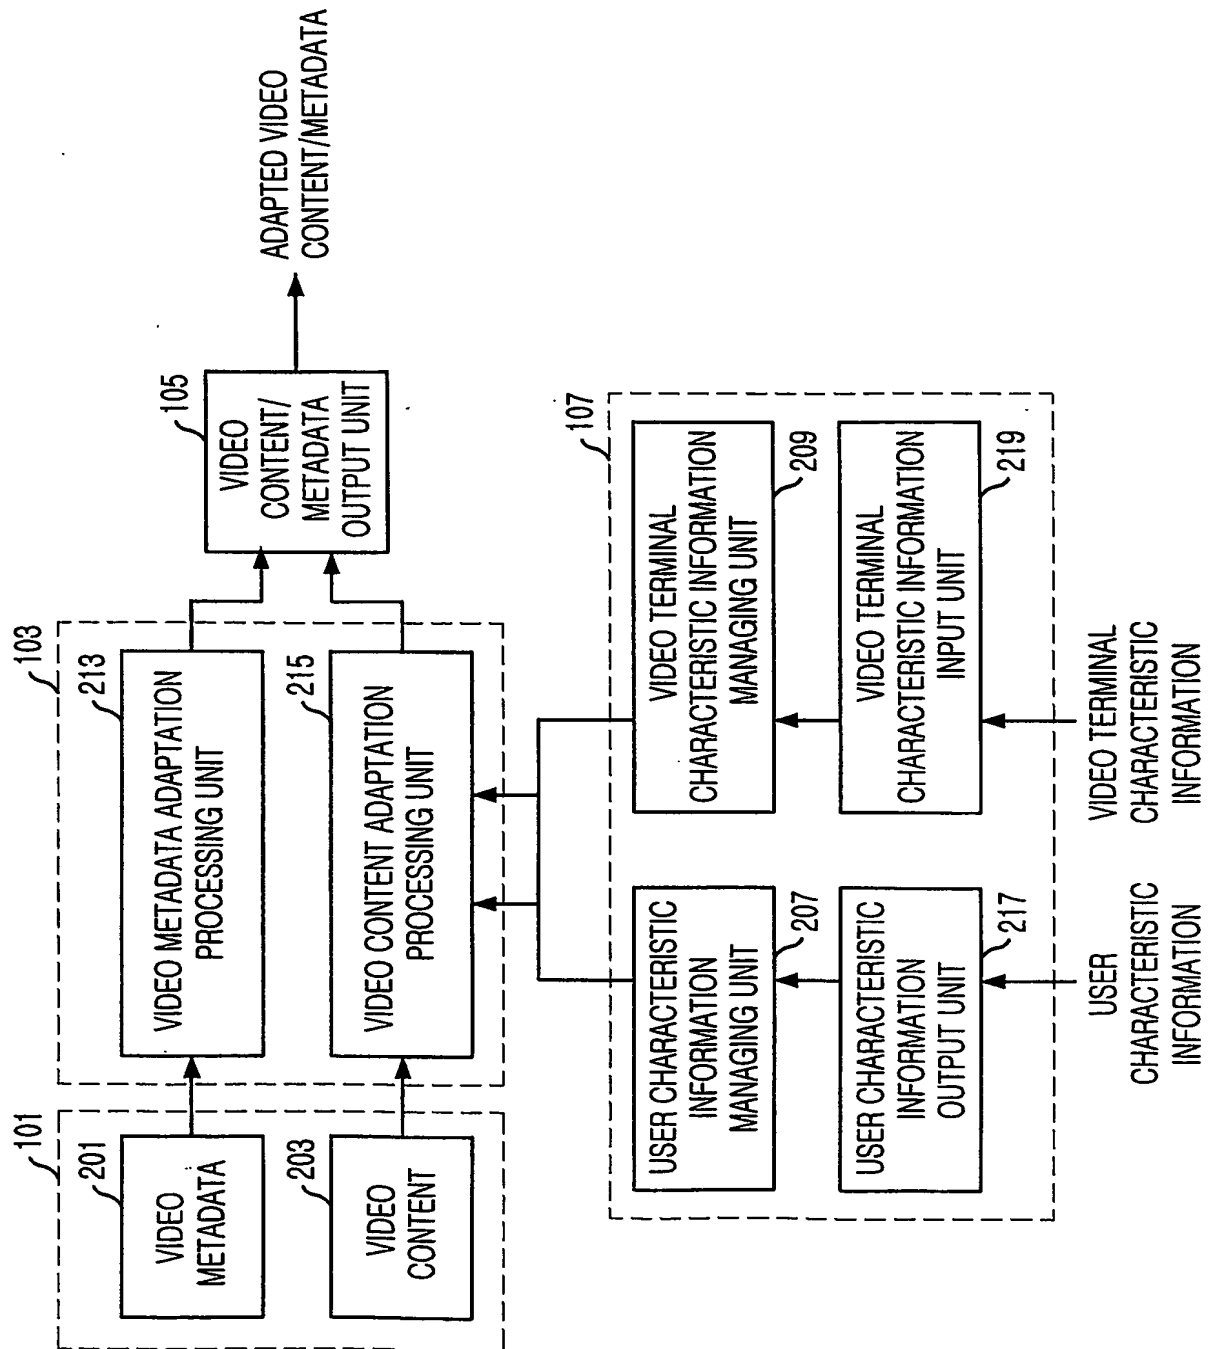 101
201
VIDEO
METADATA
203
VIDEO
CONTENT
103
213
VIDEO METADATA ADAPTATION
PROCESSING UNIT
215
VIDEO CONTENT ADAPTATION
PROCESSING UNIT
105
VIDEO
CONTENT/
METADATA
OUTPUT UNIT
ADAPTED VIDEO
CONTENT/METADATA
107
USER CHARACTERISTIC
INFORMATION
MANAGING UNIT
207
VIDEO TERMINAL
CHARACTERISTIC INFORMATION
MANAGING UNIT
209
USER CHARACTERISTIC
INFORMATION
OUTPUT UNIT
217
VIDEO TERMINAL
CHARACTERISTIC INFORMATION
INPUT UNIT
219
USER
CHARACTERISTIC
INFORMATION
VIDEO TERMINAL
CHARACTERISTIC
INFORMATION